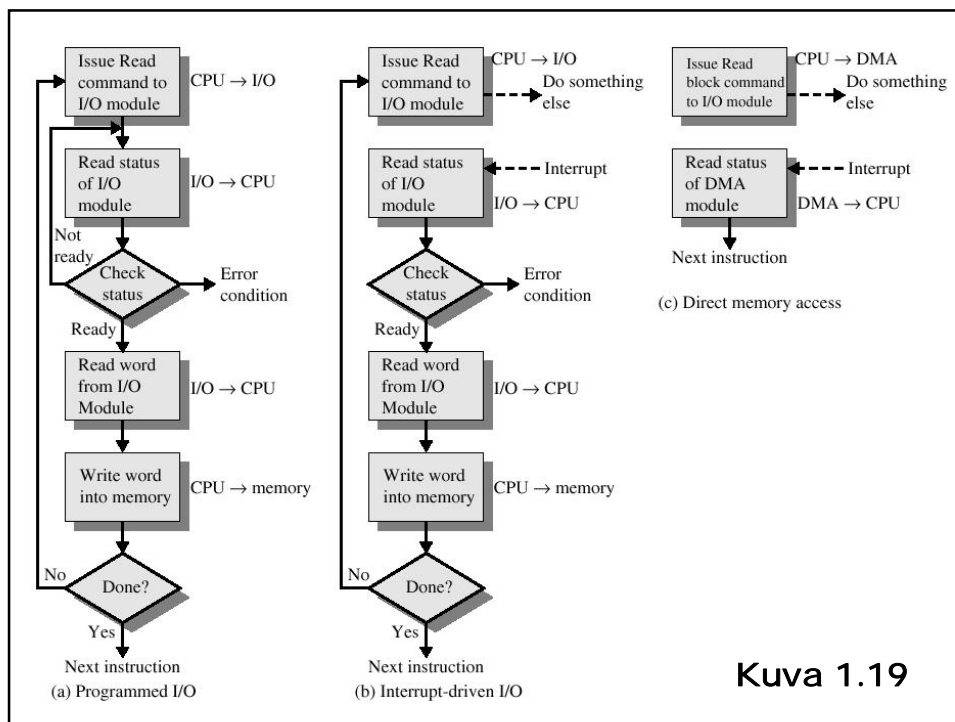 Issue Read
command to
I/O module
CPU → I/O
Read status
of I/O
module
I/O → CPU
Not
ready
Check
status
Error
condition
Ready
Read word
from I/O
Module
I/O → CPU
Write word
into memory
CPU → memory
No
Done?
Yes
Next instruction
(a) Programmed I/O
Issue Read
command to
I/O module
CPU → I/O
Do something
else
Read status
of I/O
module
Interrupt
I/O → CPU
Check
status
Error
condition
Ready
Read word
from I/O
Module
I/O → CPU
Write word
into memory
CPU → memory
No
Done?
Yes
Next instruction
(b) Interrupt-driven I/O
Issue Read
block command
to I/O module
CPU → DMA
Do something
else
Read status
of DMA
module
Interrupt
DMA → CPU
Next instruction
(c) Direct memory access
Kuva 1.19